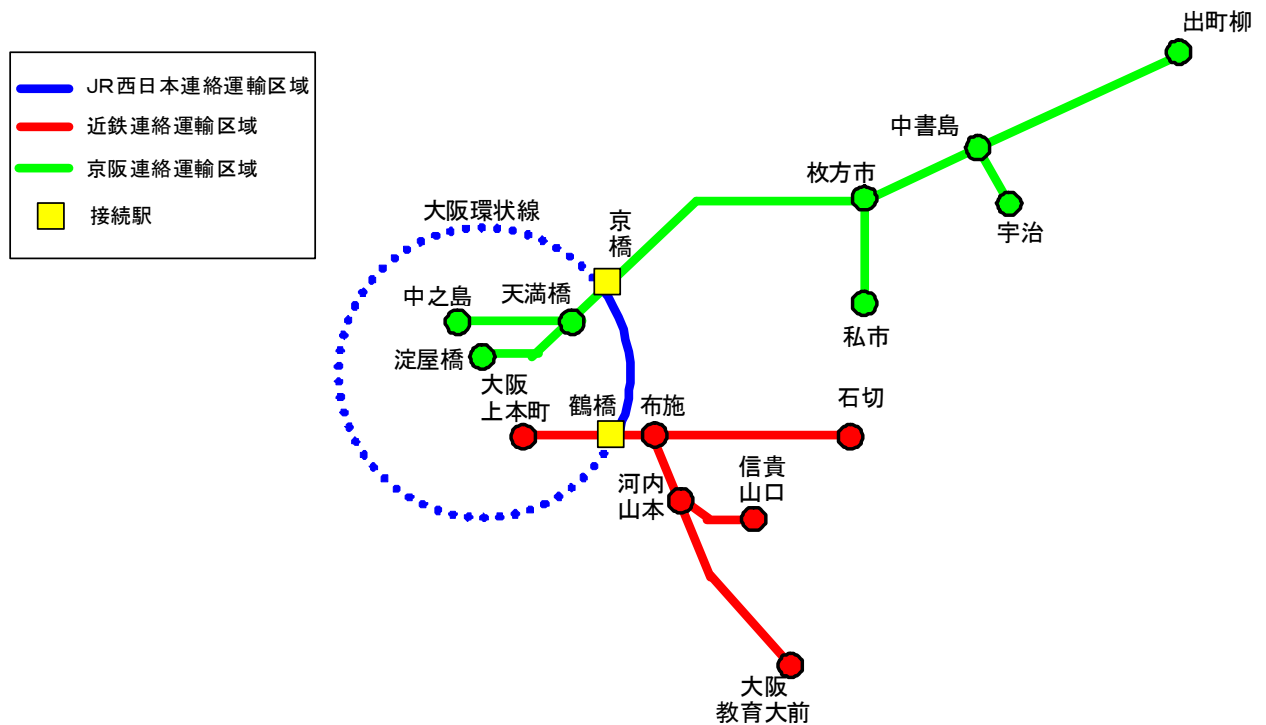 JR西日本連絡運輸区域
近鉄連絡運輸区域
京阪連絡運輸区域
接続駅
出町柳
中書島
宇治
枚方市
私市
大阪環状線
京橋
中之島
天満橋
淀屋橋
大阪
上本町
鶴橋
布施
石切
河内
山本
信貴
山口
大阪
教育大前